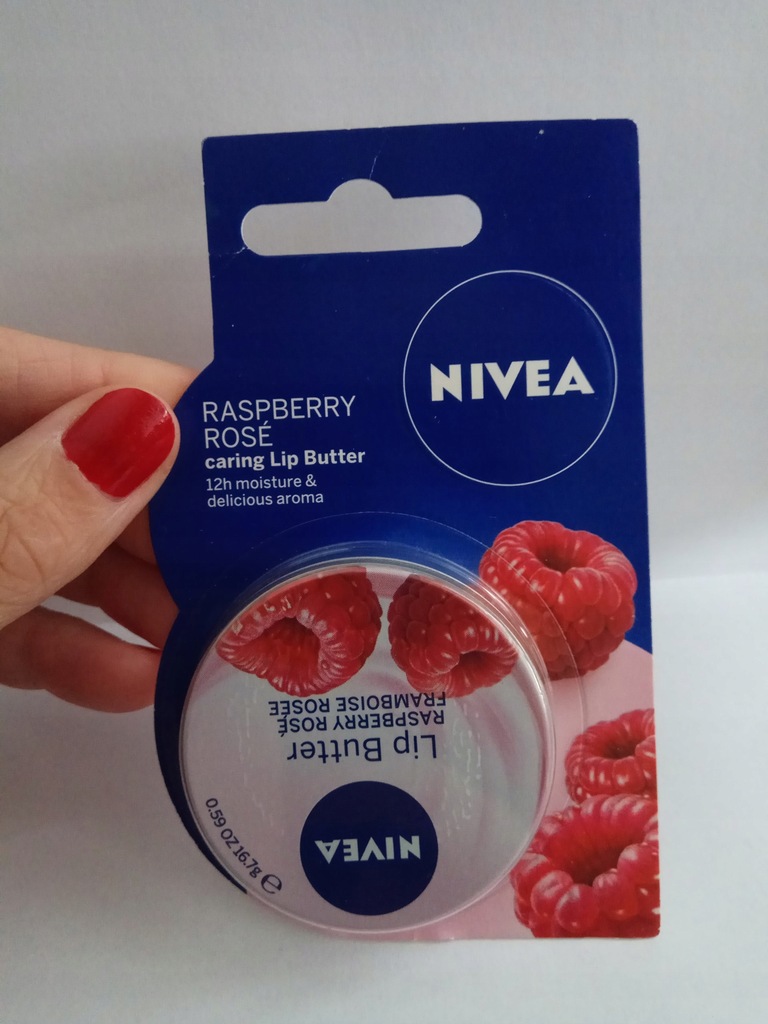 NIVEA
RASPBERRY
ROSÉ
caring Lip Butter
12h moisture &
delicious aroma
NIVEA
Lip Butter
RASPBERRY ROSÉ
FRAMBOISE ROSÉE
0.59 OZ 16.7g e